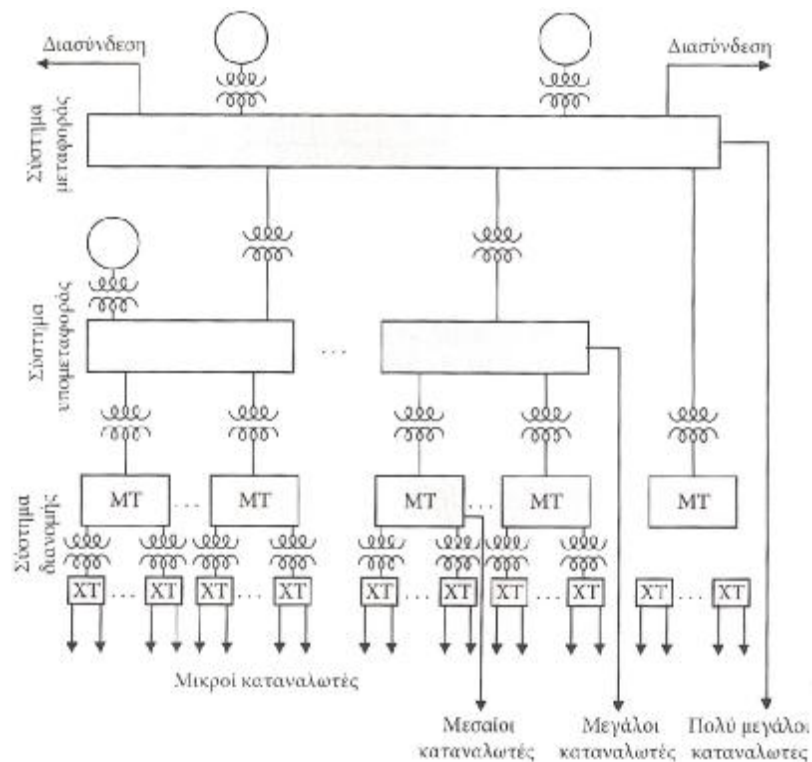 Διασύνδεση
Διασύνδεση
Σύστημα
μεταφοράς
Σύστημα
υπομεταφοράς
. . .
Σύστημα
διανομής
ΜΤ . . . ΜΤ ΜΤ . . . ΜΤ ΜΤ
ΧΤ . . . ΧΤ ΧΤ . . . ΧΤ ΧΤ . . . ΧΤ ΧΤ . . . ΧΤ ΧΤ . . . ΧΤ
Μικροί καταναλωτές
Μεσαίοι
καταναλωτές
Μεγάλοι
καταναλωτές
Πολύ μεγάλοι
καταναλωτες